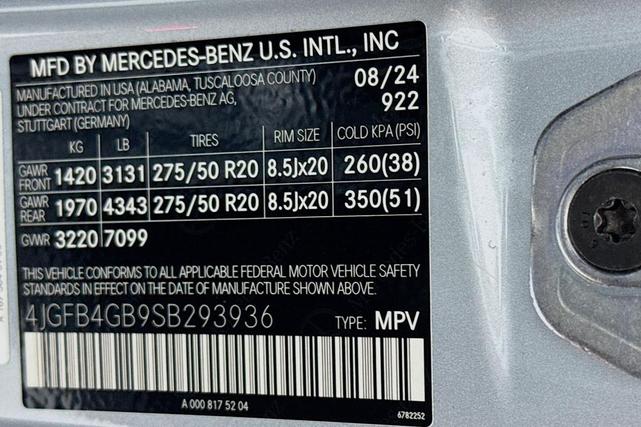 MFD BY MERCEDES-BENZ U.S. INTL., INC
MANUFACTURED IN USA (ALABAMA, TUSCALOOSA COUNTY) 08/24
UNDER CONTRACT FOR MERCEDES-BENZ AG, 922
STUTTGART (GERMANY)
KG LB TIRES RIM SIZE COLD KPA (PSI)
GAWR FRONT 1420 3131 275/50 R20 8.5Jx20 260(38)
GAWR REAR 1970 4343 275/50 R20 8.5Jx20 350(51)
GVWR 3220 7099
THIS VEHICLE CONFORMS TO ALL APPLICABLE FEDERAL MOTOR VEHICLE SAFETY
STANDARDS IN EFFECT ON THE DATE OF MANUFACTURE SHOWN ABOVE.
4JGFB4GB9SB293936 TYPE: MPV
A 000 817 52 04
6782252